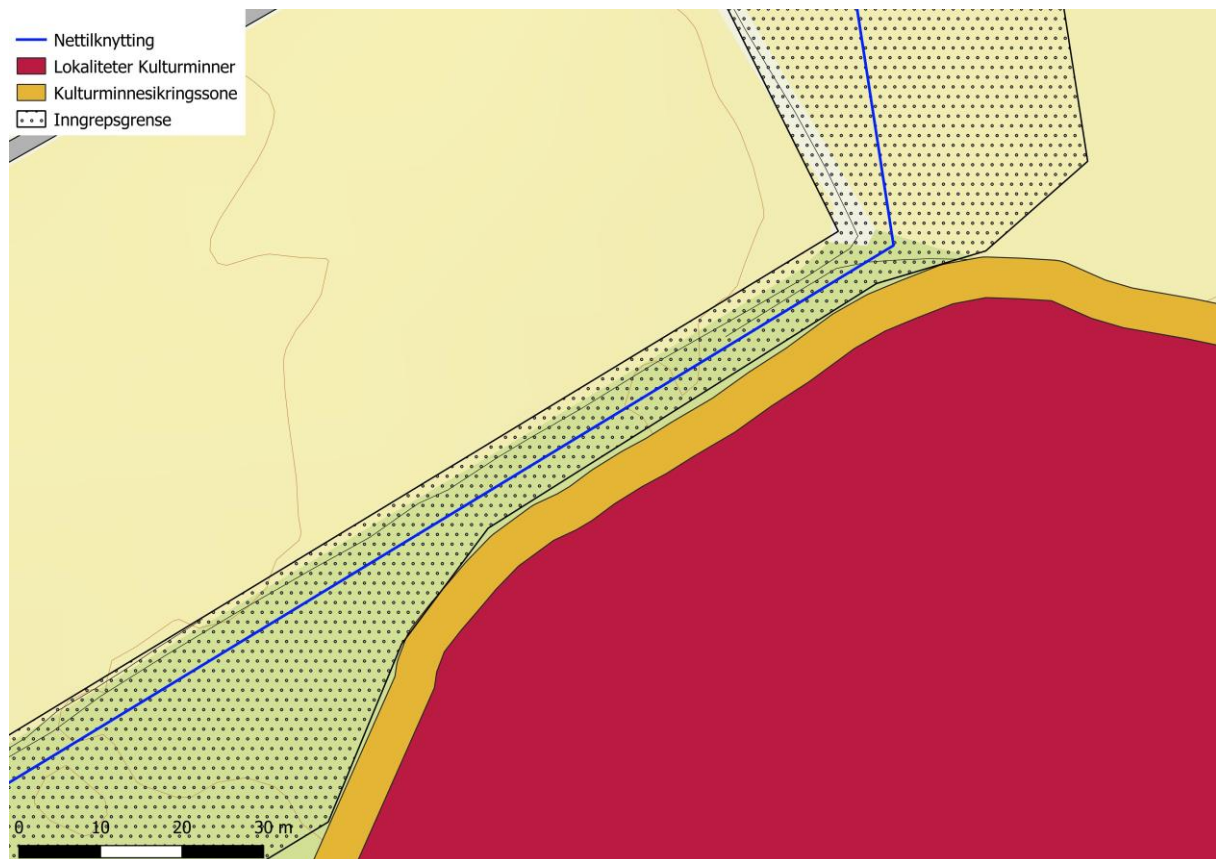 Nettilknytting
Lokaliteter Kulturminner
Kulturminnesikringssone
Inngrepsgrense
0 10 20 30 m